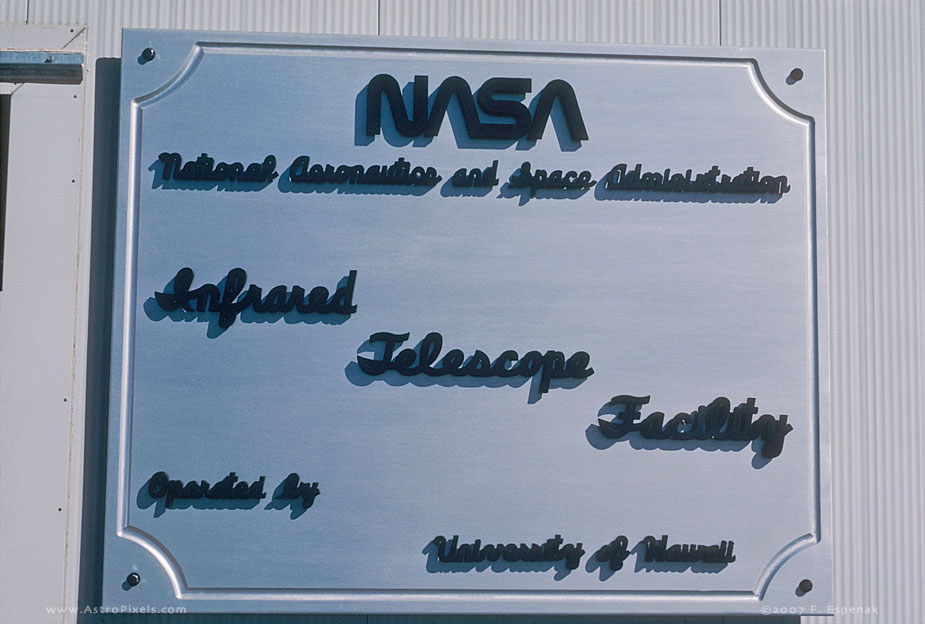 NASA
National Aeronautics and Space Administration
Infrared
Telescope
Facility
Operated by
University of Hawaii
www.AstroPixels.com
©2007 F. Espenak